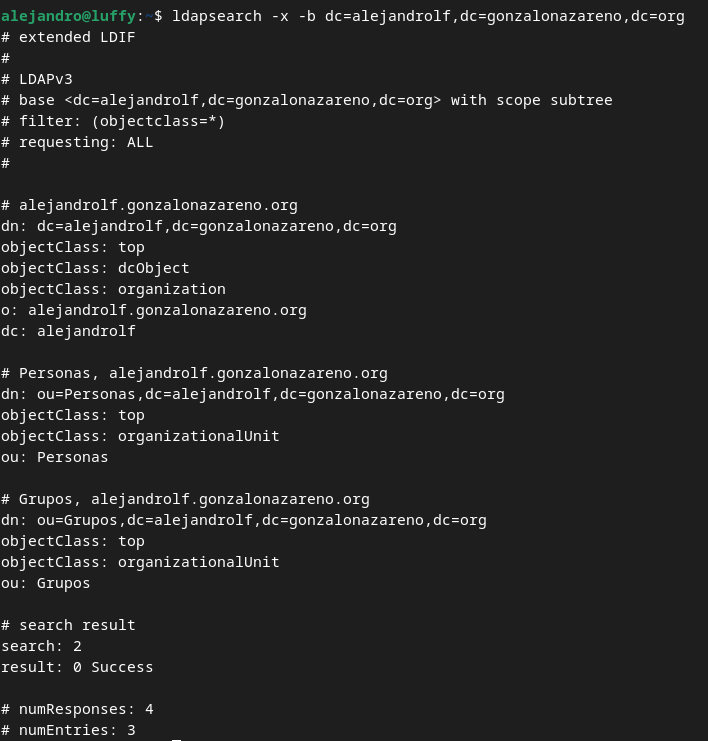 alejandro@luffy:~$ ldapsearch -x -b dc=alejandrolf,dc=gonzalonazareno,dc=org
# extended LDIF
#
# LDAPv3
# base <dc=alejandrolf,dc=gonzalonazareno,dc=org> with scope subtree
# filter: (objectclass=*)
# requesting: ALL
#
# alejandrolf.gonzalonazareno.org
dn: dc=alejandrolf,dc=gonzalonazareno,dc=org
objectClass: top
objectClass: dcObject
objectClass: organization
o: alejandrolf.gonzalonazareno.org
dc: alejandrolf
# Personas, alejandrolf.gonzalonazareno.org
dn: ou=Personas,dc=alejandrolf,dc=gonzalonazareno,dc=org
objectClass: top
objectClass: organizationalUnit
ou: Personas
# Grupos, alejandrolf.gonzalonazareno.org
dn: ou=Grupos,dc=alejandrolf,dc=gonzalonazareno,dc=org
objectClass: top
objectClass: organizationalUnit
ou: Grupos
# search result
search: 2
result: 0 Success
# numResponses: 4
# numEntries: 3